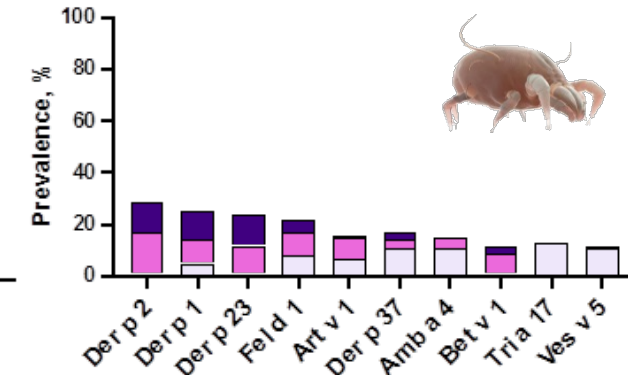 Prevalence, %
100
80
60
40
20
0
Der p 2
Der p 1
Der p 23
Fel d 1
Art v 1
Der p 37
Amb a 4
Bet v 1
Tri a 17
Ves v 5